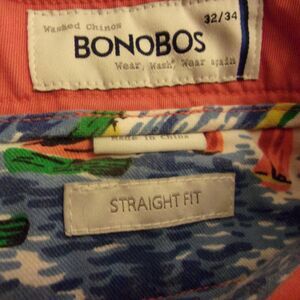 Washed Chinos
32/34
BONOBOS
Wear, Wash, Wear again
Made in China
STRAIGHT FIT